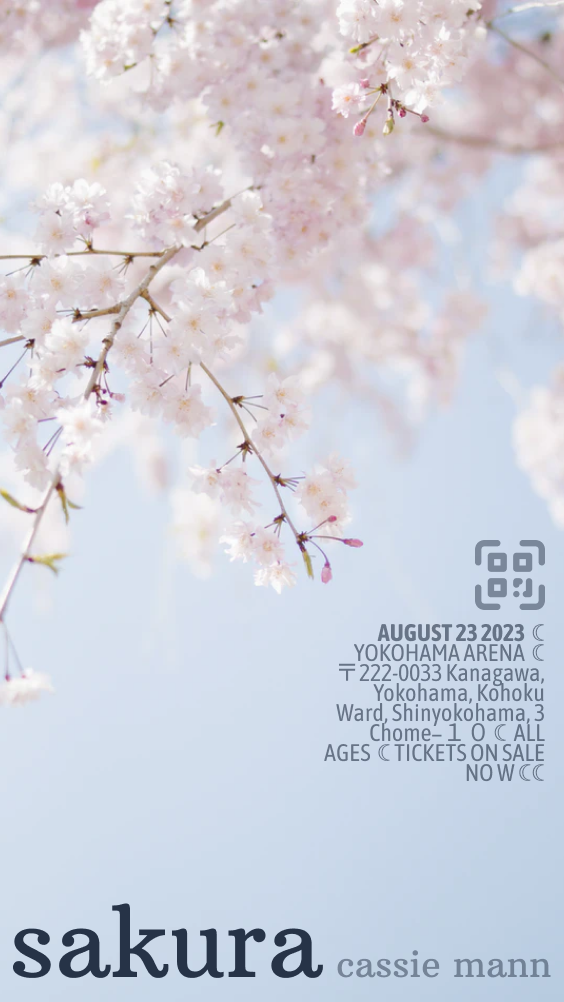 AUGUST 23 2023 ☾
YOKOHAMA ARENA ☾
〒222-0033 Kanagawa,
Yokohama, Kohoku
Ward, Shinyokohama, 3
Chome−１０ ☾ ALL
AGES ☾ TICKETS ON SALE
NO W ☾☾
sakura cassie mann